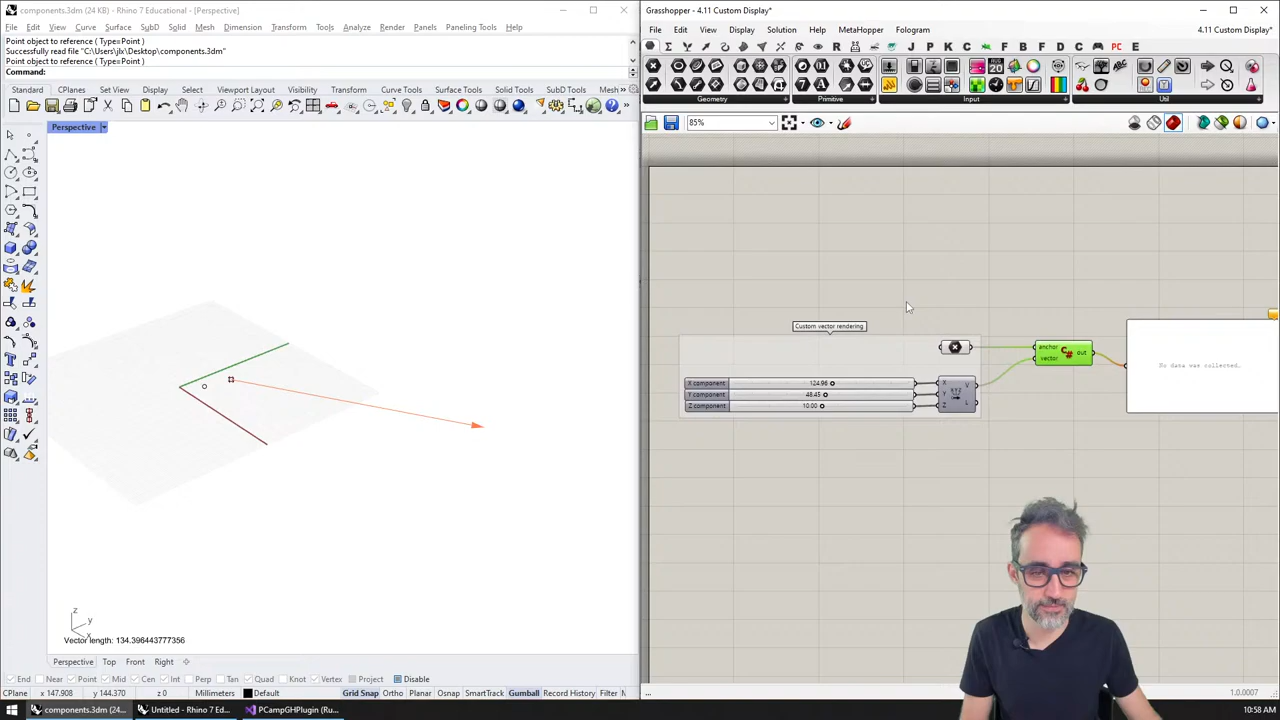 components.3dm (24 KB) - Rhino 7 Educational - [Perspective]
File Edit View Curve Surface SubD Solid Mesh Dimension Transform Tools Analyze Render Panels Help
Point object to reference ( Type=Point )
Successfully read file "C:\Users\jlx\Desktop\components.3dm"
Point object to reference ( Type=Point )
Command:
Standard CPlanes Set View Display Select Viewport Layout Visibility Transform Curve Tools Surface Tools Solid Tools Mesh
Perspective
z
y
x
Vector length: 134.396443777356
Perspective Top Front Right
End Near Point Mid Cen Int Perp Tan Quad Knot Vertex Project Disable
CPlane x 147.908 y 144.370 z 0 Millimeters Default Grid Snap Ortho Planar Osnap SmartTrack Gumball Record History Filter
Grasshopper - 4.11 Custom Display*
File Edit View Display Solution Help MetaHopper Fologram 4.11 Custom Display*
R J P K C F B F D C PC E
Geometry Primitive Input Util
85%
Custom vector rendering
anchor
vector
out
X component 124.96
Y component 48.45
Z component 10.00
X
Y
Z
V
L
No data was collected.
1.0.0007
components.3dm (24... Untitled - Rhino 7 E... PCampGHPlugin (Ru... 10:58 AM